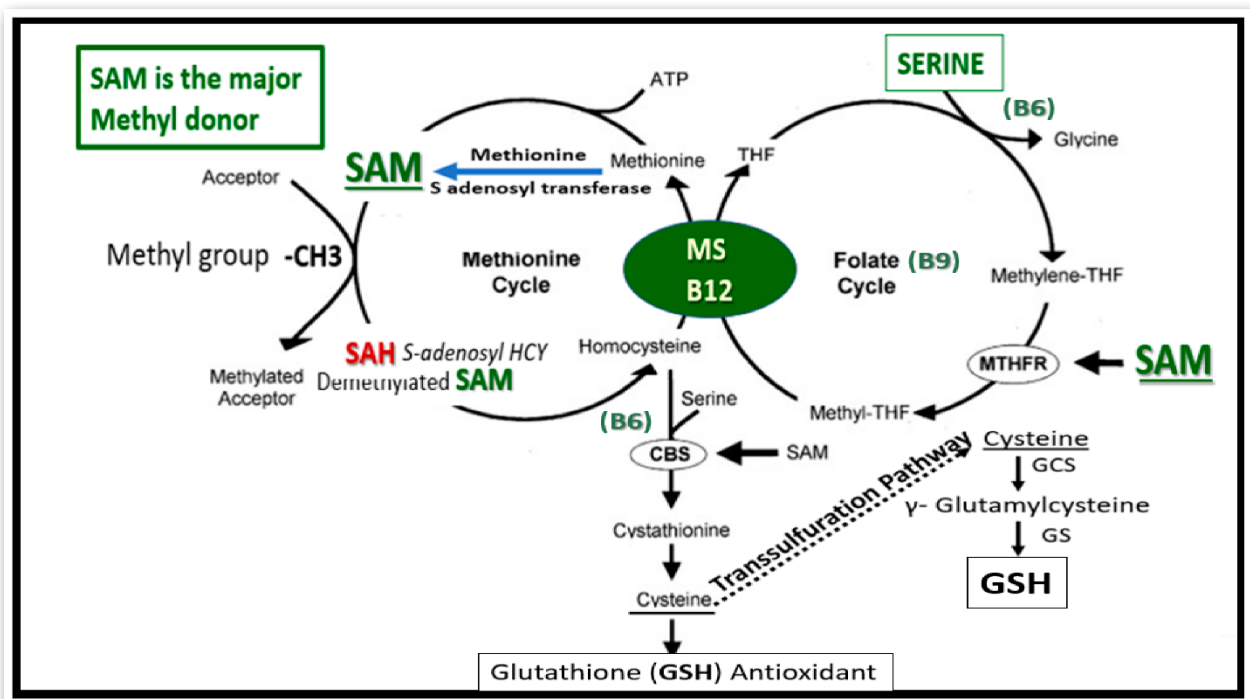 SAM is the major
Methyl donor
ATP
SERINE
(B6)
Glycine
Acceptor
SAM
Methionine
S adenosyl transferase
Methionine
THF
Methyl group -CH3
Methionine
Cycle
MS
B12
Folate (B9)
Cycle
Methylene-THF
SAH S-adenosyl HCY
Demethylated SAM
Homocysteine
MTHFR
SAM
Methylated
Acceptor
Methyl-THF
Serine
(B6)
CBS
SAM
Transsulfuration Pathway
Cysteine
GCS
γ- Glutamylcysteine
GS
GSH
Cystathionine
Cysteine
Glutathione (GSH) Antioxidant